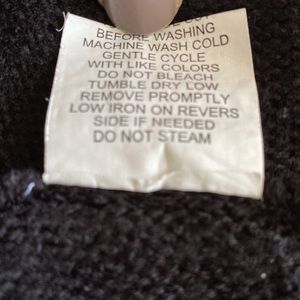 BEFORE WASHING
MACHINE WASH COLD
GENTLE CYCLE
WITH LIKE COLORS
DO NOT BLEACH
TUMBLE DRY LOW
REMOVE PROMPTLY
LOW IRON ON REVERS
SIDE IF NEEDED
DO NOT STEAM